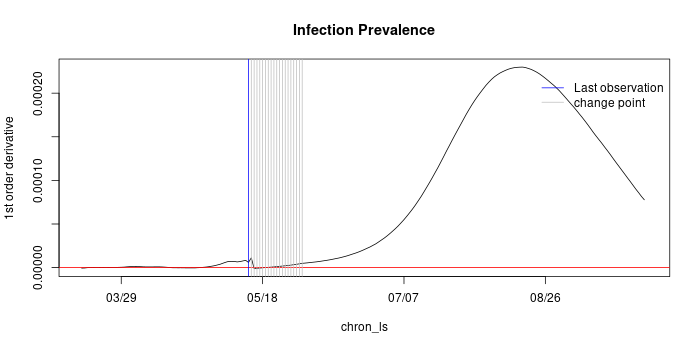 Infection Prevalence
1st order derivative
0.00020
0.00010
0.00000
Last observation
change point
03/29
05/18
07/07
08/26
chron_ls